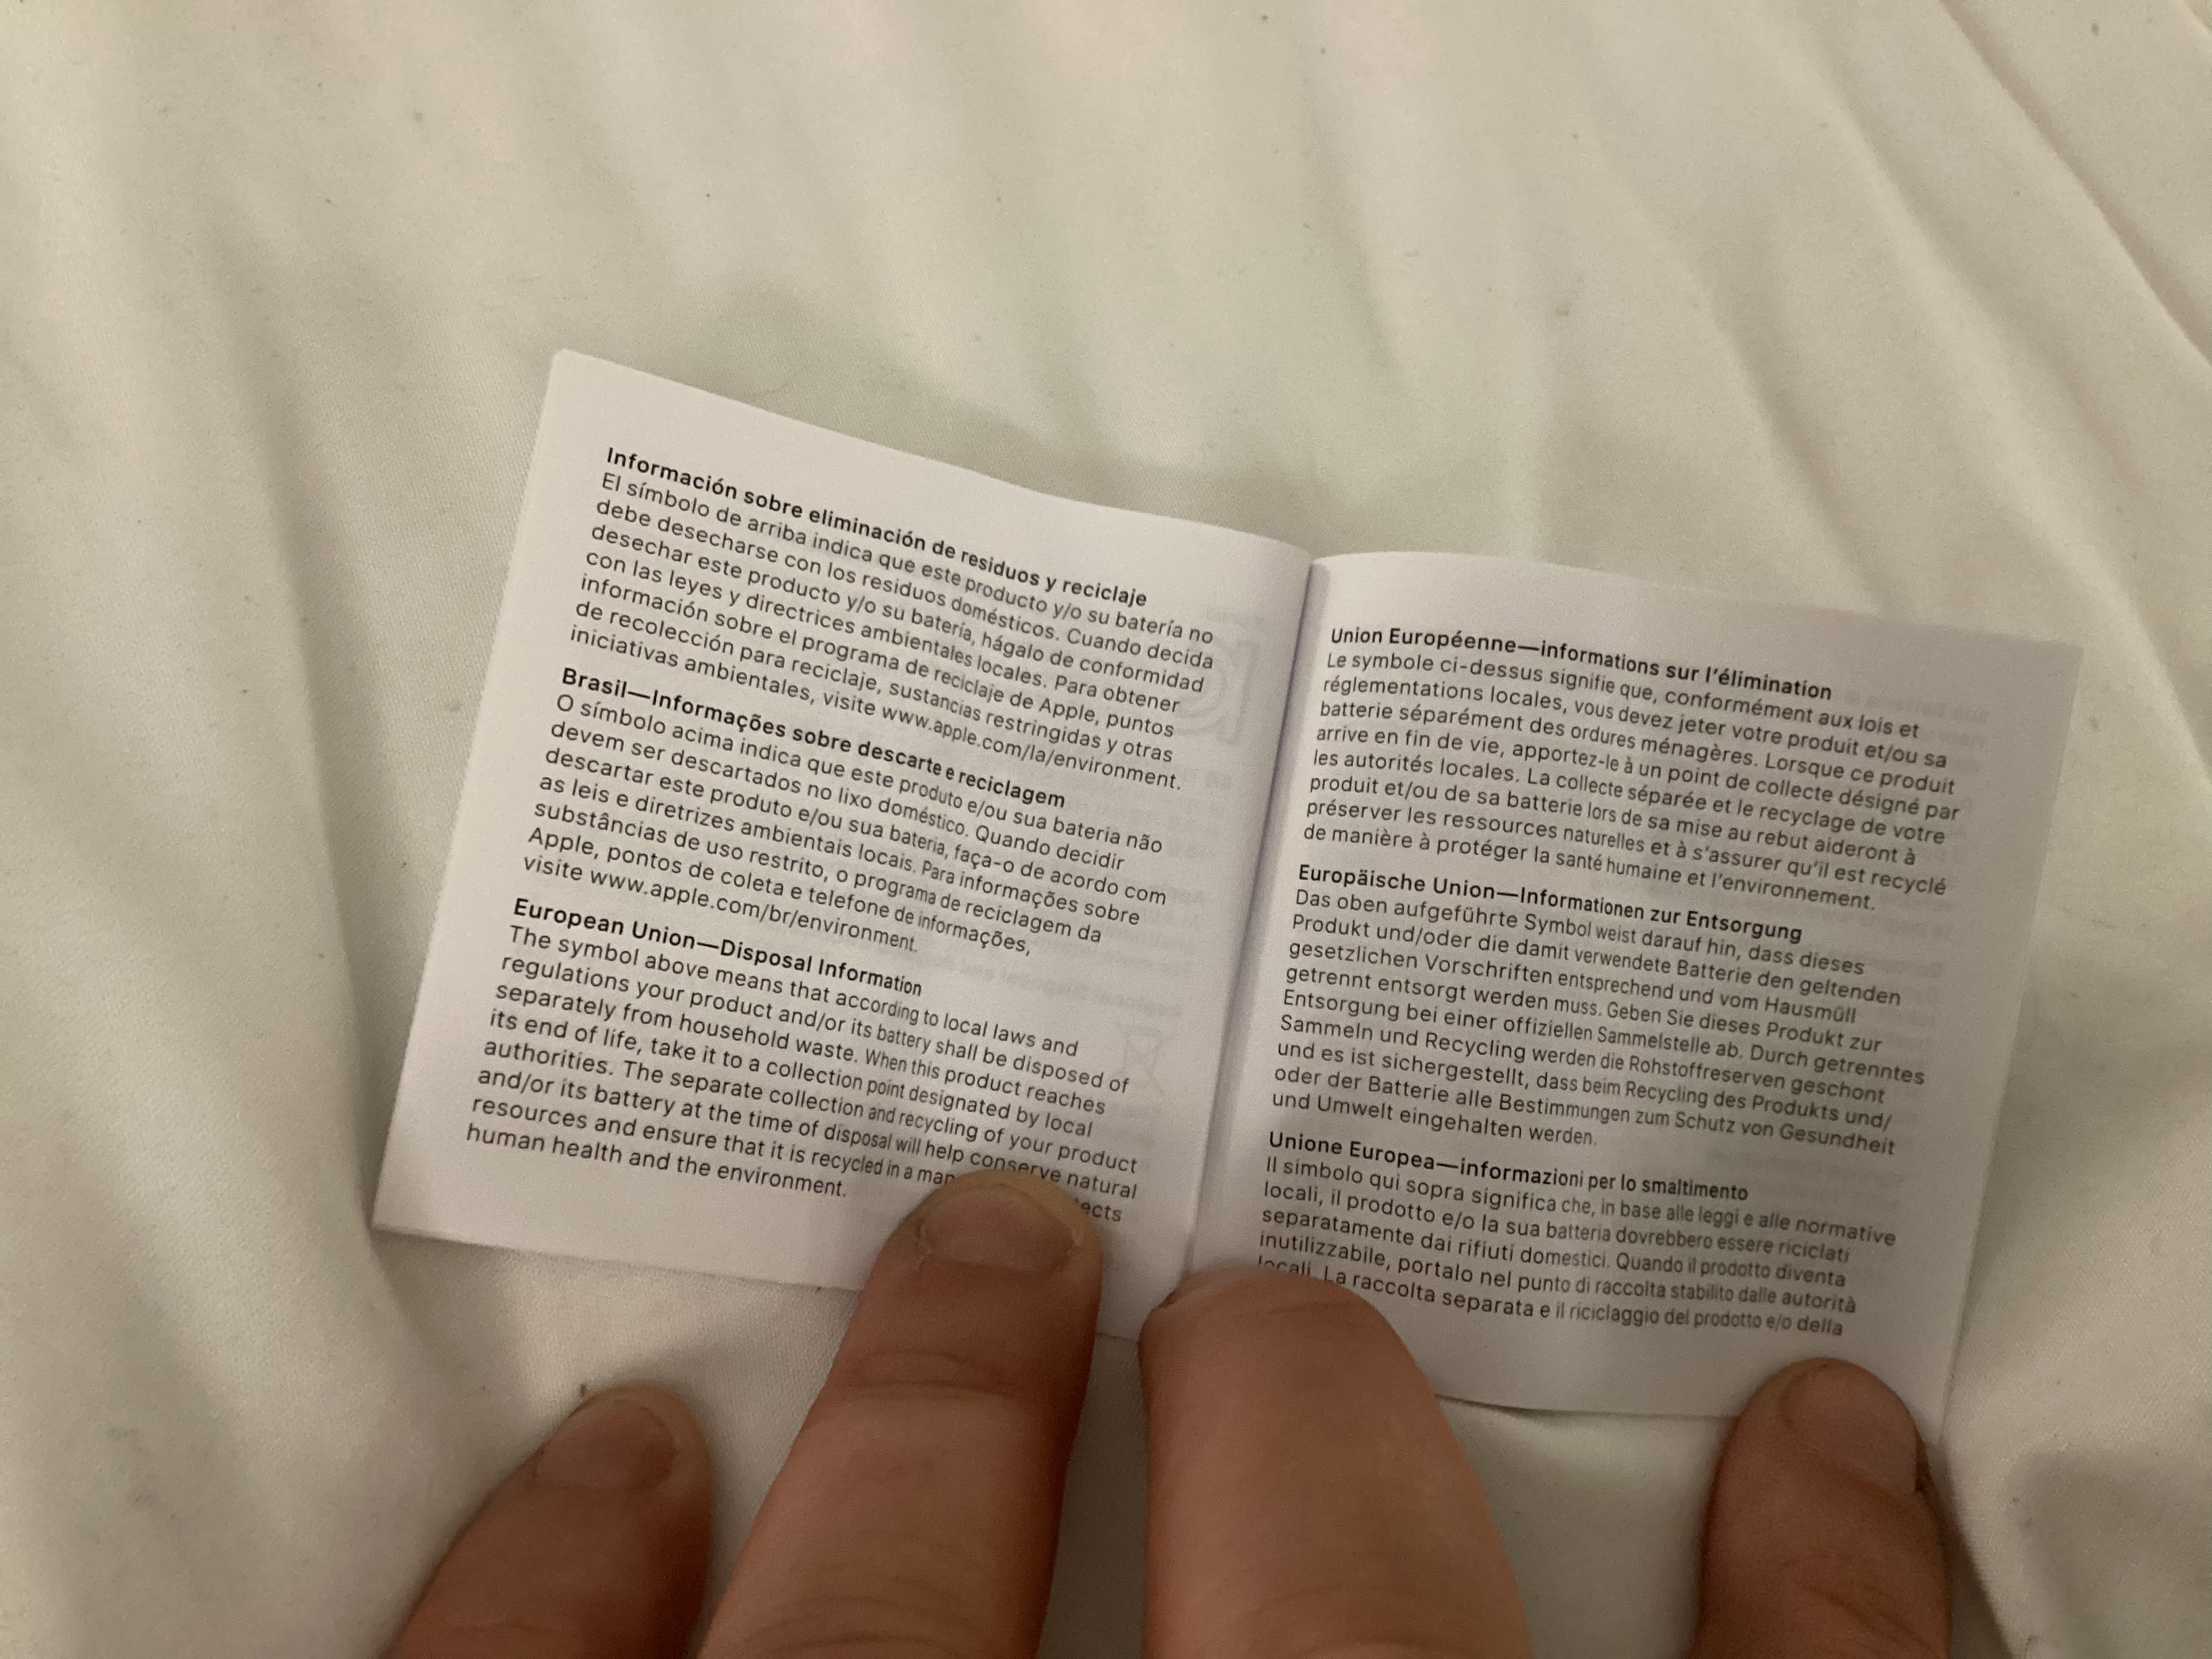 Información sobre eliminación de residuos y reciclaje
El símbolo de arriba indica que este producto y/o su batería no
debe desecharse con los residuos domésticos. Cuando decida
desechar este producto y/o su batería, hágalo de conformidad
con las leyes y directrices ambientales locales. Para obtener
información sobre el programa de reciclaje de Apple, puntos
de recolección para reciclaje, sustancias restringidas y otras
iniciativas ambientales, visite www.apple.com/la/environment.
Brasil—Informações sobre descarte e reciclagem
O símbolo acima indica que este produto e/ou sua bateria não
devem ser descartados no lixo doméstico. Quando decidir
descartar este produto e/ou sua bateria, faça-o de acordo com
as leis e diretrizes ambientais locais. Para informações sobre
substâncias de uso restrito, o programa de reciclagem da
Apple, pontos de coleta e telefone de informações,
visite www.apple.com/br/environment.
European Union—Disposal Information
The symbol above means that according to local laws and
regulations your product and/or its battery shall be disposed of
separately from household waste. When this product reaches
its end of life, take it to a collection point designated by local
authorities. The separate collection and recycling of your product
and/or its battery at the time of disposal will help conserve natural
resources and ensure that it is recycled in a
human health and the environment.
Union Européenne—informations sur l’élimination
Le symbole ci-dessus signifie que, conformément aux lois et
réglementations locales, vous devez jeter votre produit et/ou sa
batterie séparément des ordures ménagères. Lorsque ce produit
arrive en fin de vie, apportez-le à un point de collecte désigné par
les autorités locales. La collecte séparée et le recyclage de votre
produit et/ou de sa batterie lors de sa mise au rebut aideront à
préserver les ressources naturelles et à s’assurer qu’il est recyclé
de manière à protéger la santé humaine et l’environnement.
Europäische Union—Informationen zur Entsorgung
Das oben aufgeführte Symbol weist darauf hin, dass dieses
Produkt und/oder die damit verwendete Batterie den geltenden
gesetzlichen Vorschriften entsprechend und vom Hausmüll
getrennt entsorgt werden muss. Geben Sie dieses Produkt zur
Entsorgung bei einer offiziellen Sammelstelle ab. Durch getrenntes
Sammeln und Recycling werden die Rohstoffreserven geschont
und es ist sichergestellt, dass beim Recycling des Produkts und/
oder der Batterie alle Bestimmungen zum Schutz von Gesundheit
und Umwelt eingehalten werden.
Unione Europea—informazioni per lo smaltimento
Il simbolo qui sopra significa che, in base alle leggi e alle normative
locali, il prodotto e/o la sua batteria dovrebbero essere riciclati
separatamente dai rifiuti domestici. Quando il prodotto diventa
inutilizzabile, portalo nel punto di raccolta stabilito dalle autorità
locali. La raccolta separata e il riciclaggio del prodotto e/o della